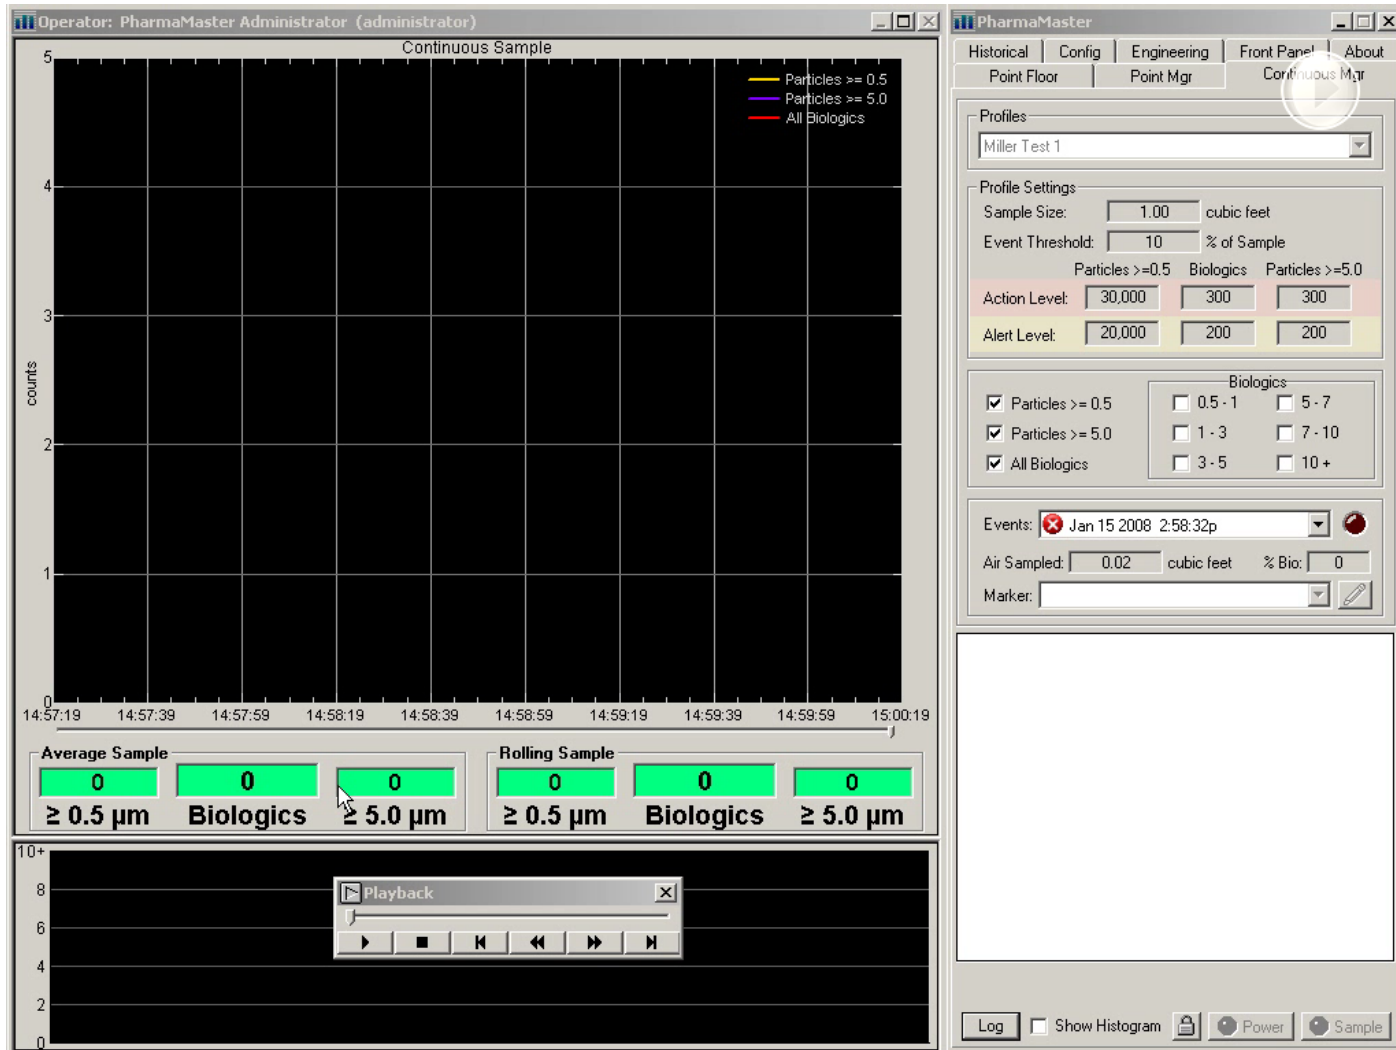 Operator: PharmaMaster Administrator (administrator)
Continuous Sample
5
4
3
2
1
0
counts
Particles >= 0.5
Particles >= 5.0
All Biologics
14:57:19 14:57:39 14:57:59 14:58:19 14:58:39 14:58:59 14:59:19 14:59:39 14:59:59 15:00:19
Average Sample
0 0 0
≥ 0.5 µm Biologics ≥ 5.0 µm
Rolling Sample
0 0 0
≥ 0.5 µm Biologics ≥ 5.0 µm
10+
8
6
4
2
0
Playback
PharmaMaster
Historical Config Engineering Front Panel About
Point Floor Point Mgr Continuous Mgr
Profiles
Miller Test 1
Profile Settings
Sample Size: 1.00 cubic feet
Event Threshold: 10 % of Sample
Particles >=0.5 Biologics Particles >=5.0
Action Level: 30,000 300 300
Alert Level: 20,000 200 200
Particles >= 0.5
Particles >= 5.0
All Biologics
Biologics
0.5 - 1 5 - 7
1 - 3 7 - 10
3 - 5 10 +
Events: Jan 15 2008 2:58:32p
Air Sampled: 0.02 cubic feet % Bio: 0
Marker:
Log Show Histogram Power Sample